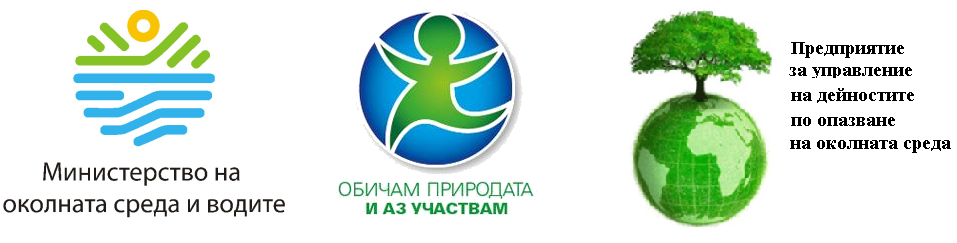 Министерство на
околната среда и водите
ОБИЧАМ ПРИРОДАТА
И АЗ УЧАСТВАМ
Предприятие
за управление
на дейностите
по опазване
на околната среда